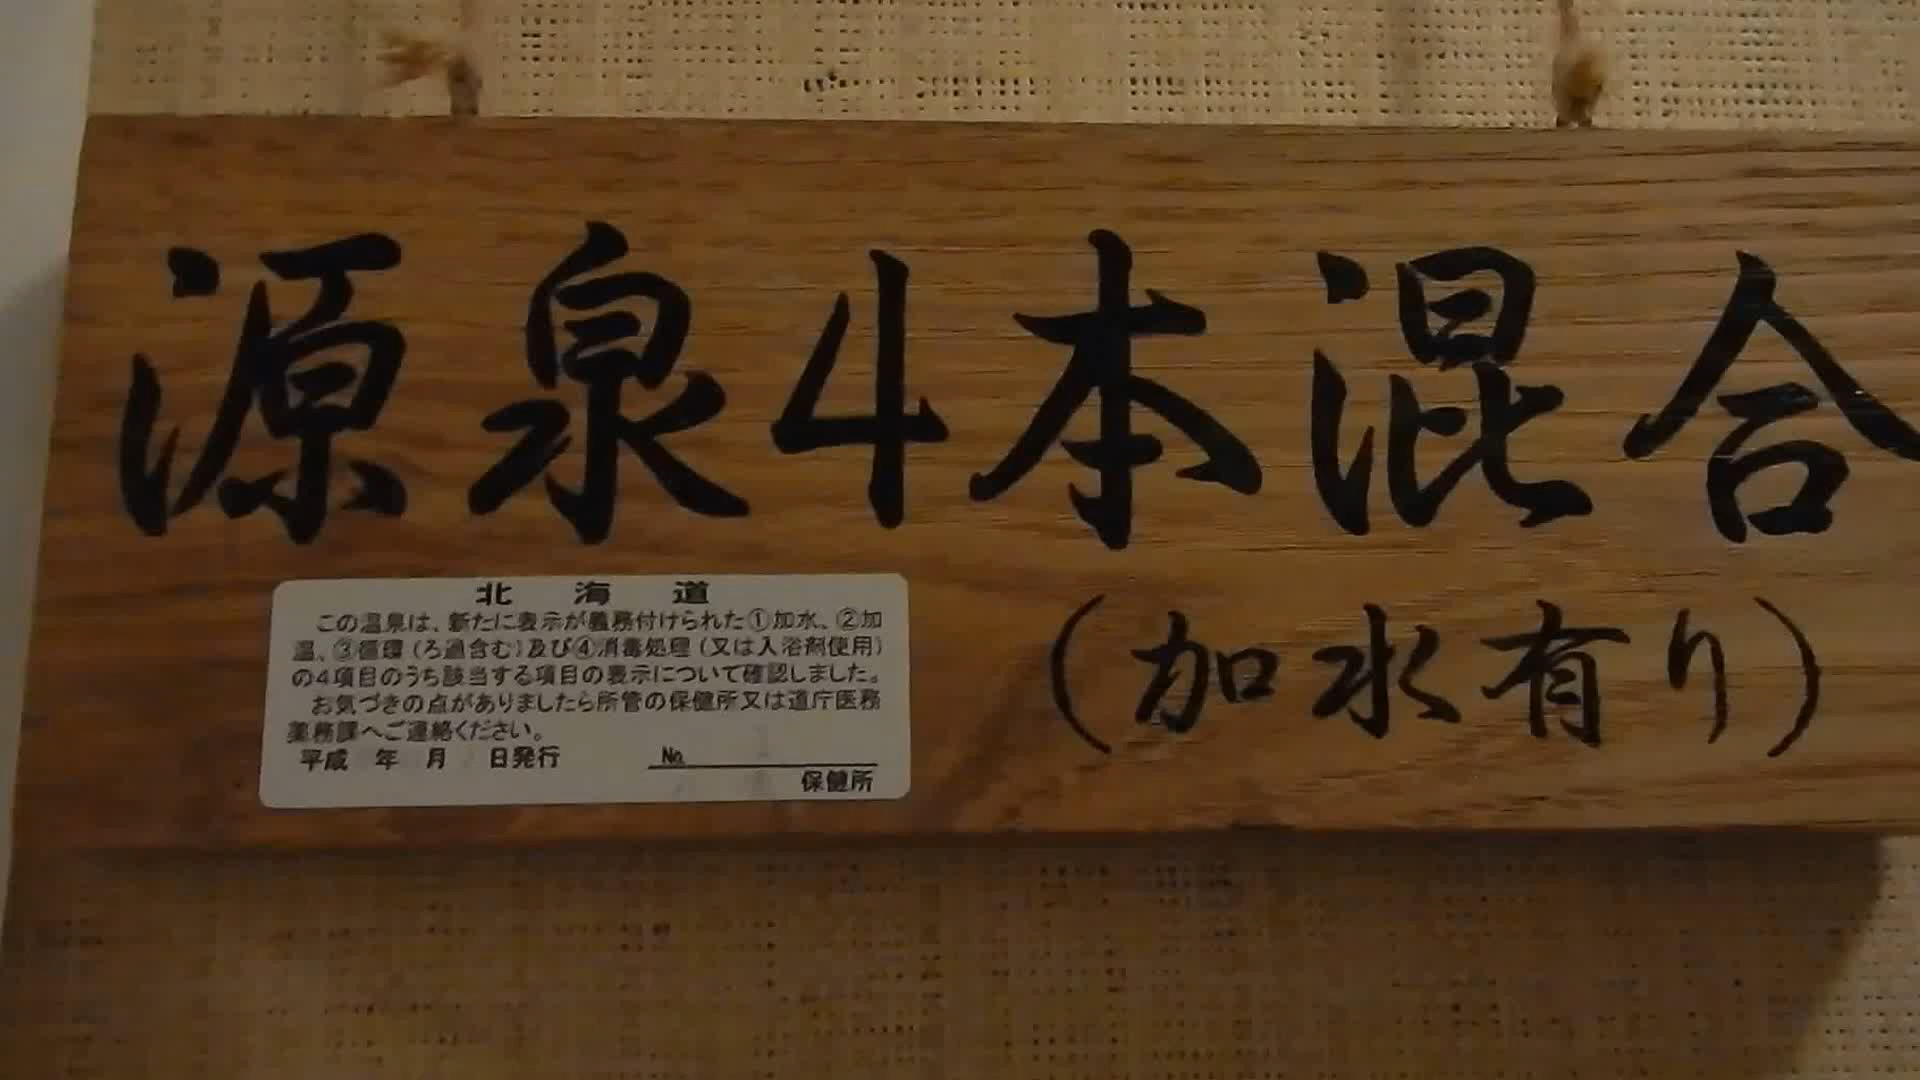 源泉4本混合
(加水有り)
北海道
この温泉は、新たに表示が義務付けられた①加水、②加
温、③循環(ろ過含む)及び④消毒処理(又は入浴剤使用)
の4項目のうち該当する項目の表示について確認しました。
お気づきの点がありましたら所管の保健所又は道庁医務
薬務課へご連絡ください。
平成 年 月 日発行 No.
保健所